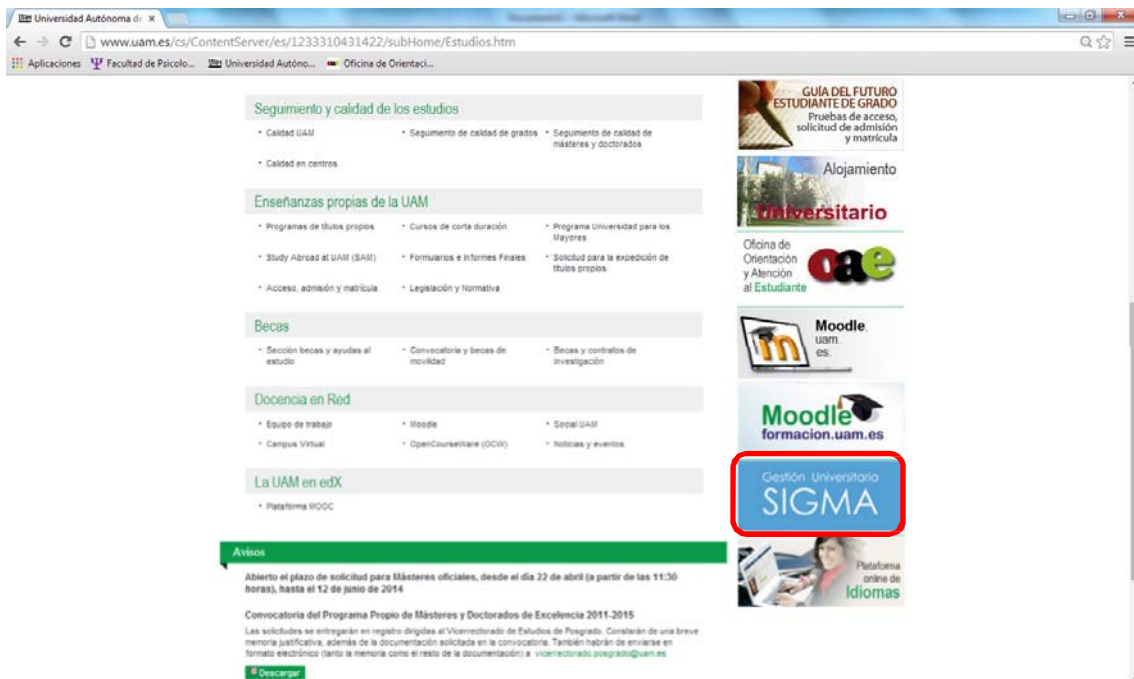 Universidad Autónoma de
www.uam.es/cs/ContentServer/es/1233310431422/subHome/Estudios.htm
Aplicaciones Facultad de Psicolo... Universidad Autóno... Oficina de Orientaci...
Seguimiento y calidad de los estudios
Calidad UAM
Seguimiento de calidad de grados
Seguimiento de calidad de
másteres y doctorados
Calidad en centros
Enseñanzas propias de la UAM
Programas de títulos propios
Cursos de corta duración
Programa Universidad para los
Mayores
Study Abroad at UAM (SAM)
Formularios e Informes Finales
Solicitud para la expedición de
títulos propios
Acceso, admisión y matrícula
Legislación y Normativa
Becas
Sección becas y ayudas al
estudio
Convocatoria y becas de
movilidad
Becas y contratos de
investigación
Docencia en Red
Equipo de trabajo
Moodle
Social UAM
Campus Virtual
OpenCourseWare (OCW)
Noticias y eventos
La UAM en edX
Plataforma MOOC
Avisos
Abierto el plazo de solicitud para Másteres oficiales, desde el día 22 de abril (a partir de las 11:30
horas), hasta el 12 de junio de 2014
Convocatoria del Programa Propio de Másteres y Doctorados de Excelencia 2011-2015
Las solicitudes se entregarán en registro dirigidas al Vicerrectorado de Estudios de Posgrado. Constarán de una breve
memoria justificativa, además de la documentación solicitada en la convocatoria. También habrán de enviarse en
formato electrónico (tanto la memoria como el resto de la documentación) a vicerrectorado.posgrado@uam.es
Descargar
GUÍA DEL FUTURO
ESTUDIANTE DE GRADO
Pruebas de acceso,
solicitud de admisión
y matrícula
Alojamiento
Universitario
Oficina de
Orientación
y Atención
al Estudiante
oae
Moodle.
uam.
es.
Moodle
formacion.uam.es
Gestión Universitaria
SIGMA
Plataforma
online de
Idiomas